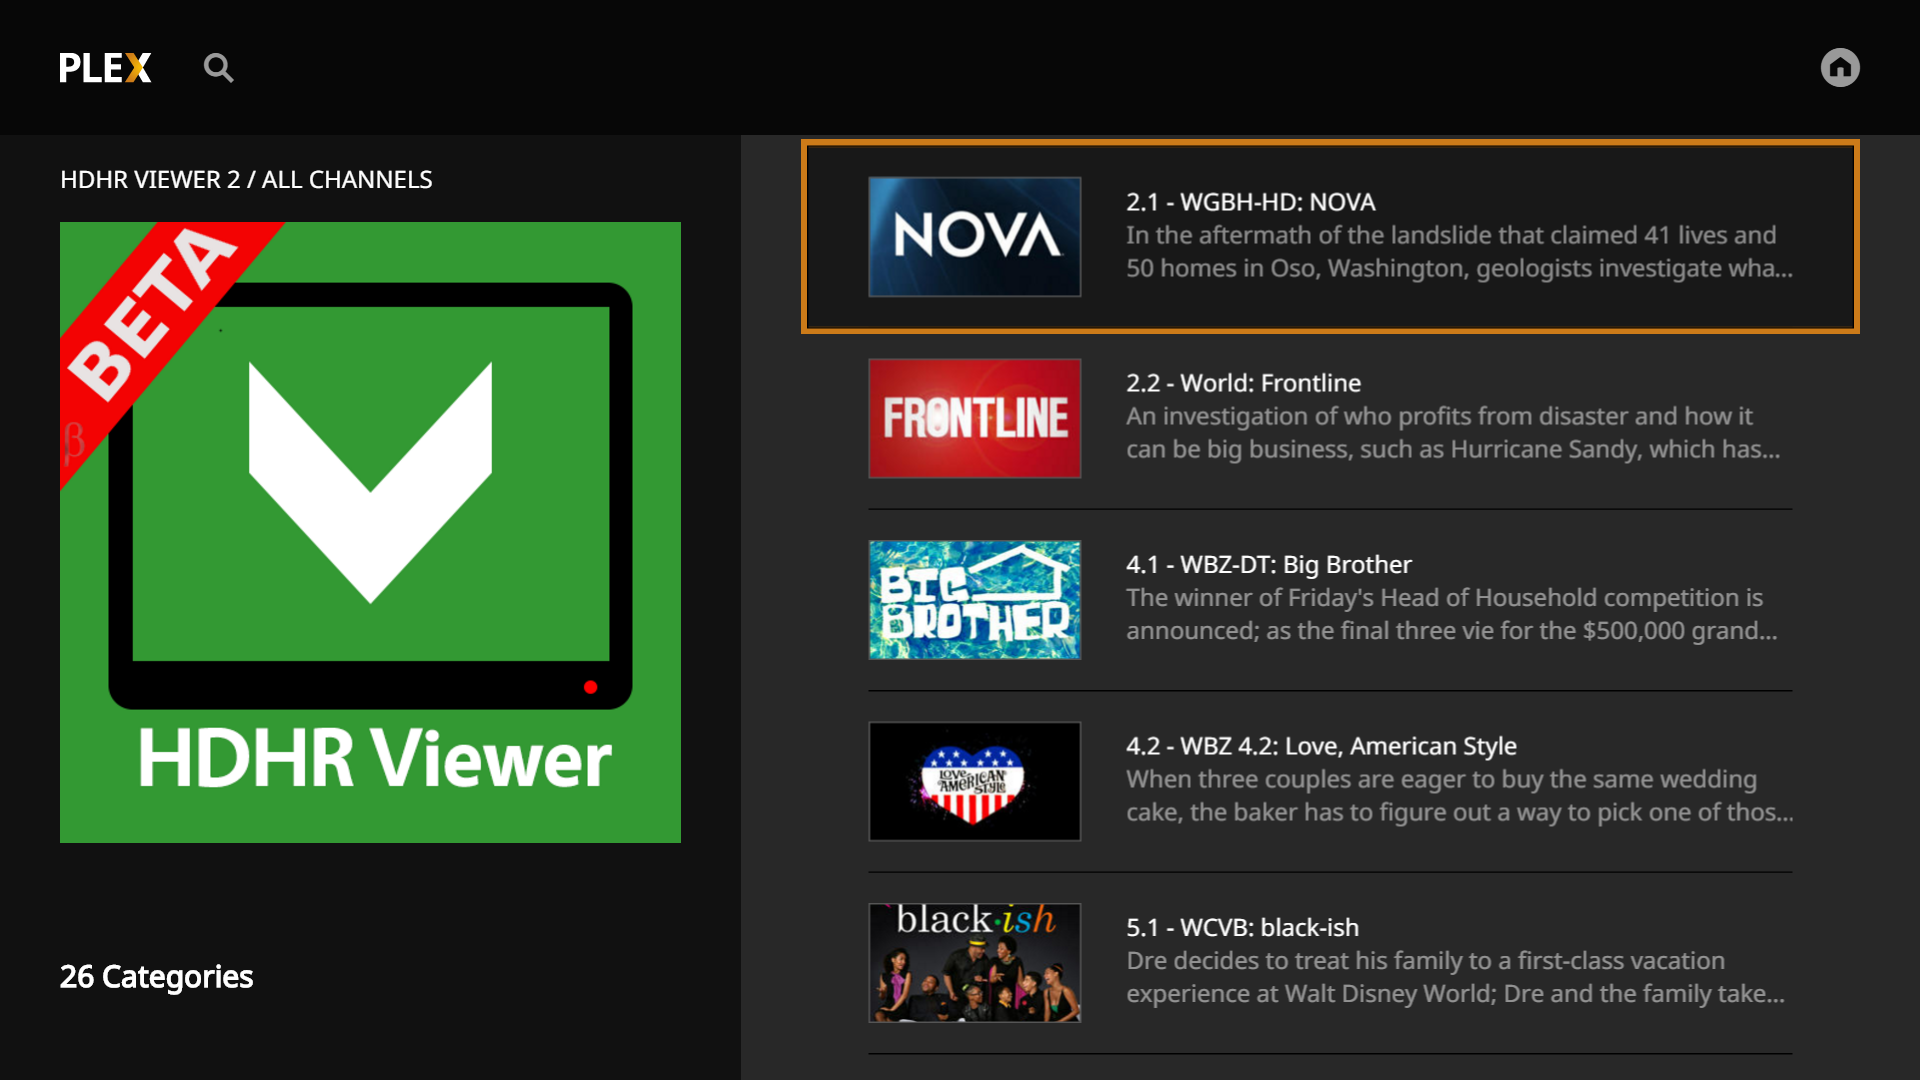 PLEX
HDHR VIEWER 2 / ALL CHANNELS
BETA
β
HDHR Viewer
26 Categories
NOVA
2.1 - WGBH-HD: NOVA
In the aftermath of the landslide that claimed 41 lives and
50 homes in Oso, Washington, geologists investigate wha...
FRONTLINE
2.2 - World: Frontline
An investigation of who profits from disaster and how it
can be big business, such as Hurricane Sandy, which has...
BIG
BROTHER
4.1 - WBZ-DT: Big Brother
The winner of Friday's Head of Household competition is
announced; as the final three vie for the $500,000 grand...
LOVE
AMERICAN
STYLE
4.2 - WBZ 4.2: Love, American Style
When three couples are eager to buy the same wedding
cake, the baker has to figure out a way to pick one of thos...
black·ish
5.1 - WCVB: black-ish
Dre decides to treat his family to a first-class vacation
experience at Walt Disney World; Dre and the family take...